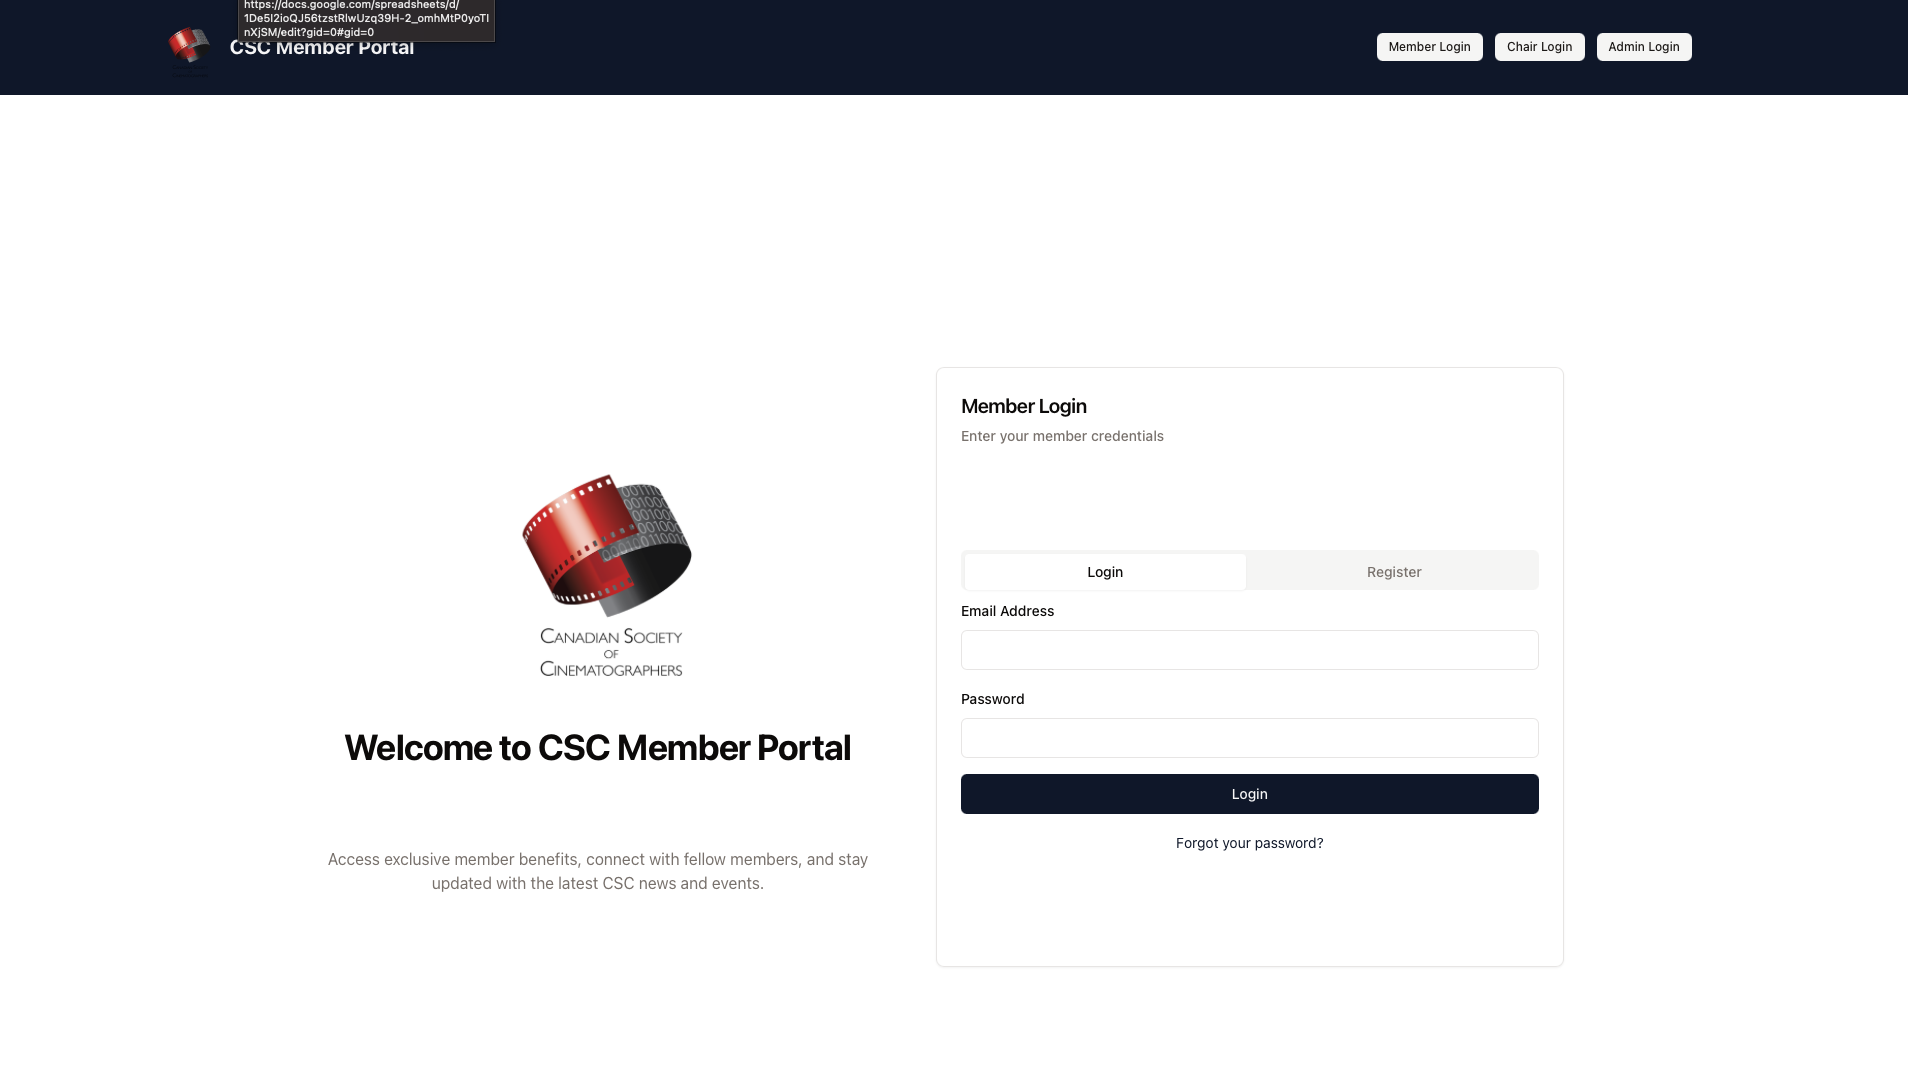 https://docs.google.com/spreadsheets/d/
nXjSM/edit?gid=0#gid=0
CSC Member Portal
Member Login
Chair Login
Admin Login
Member Login
Enter your member credentials
Login
Register
Email Address
Password
Login
Forgot your password?
CANADIAN SOCIETY
OF
CINEMATOGRAPHERS
Welcome to CSC Member Portal
Access exclusive member benefits, connect with fellow members, and stay
updated with the latest CSC news and events.